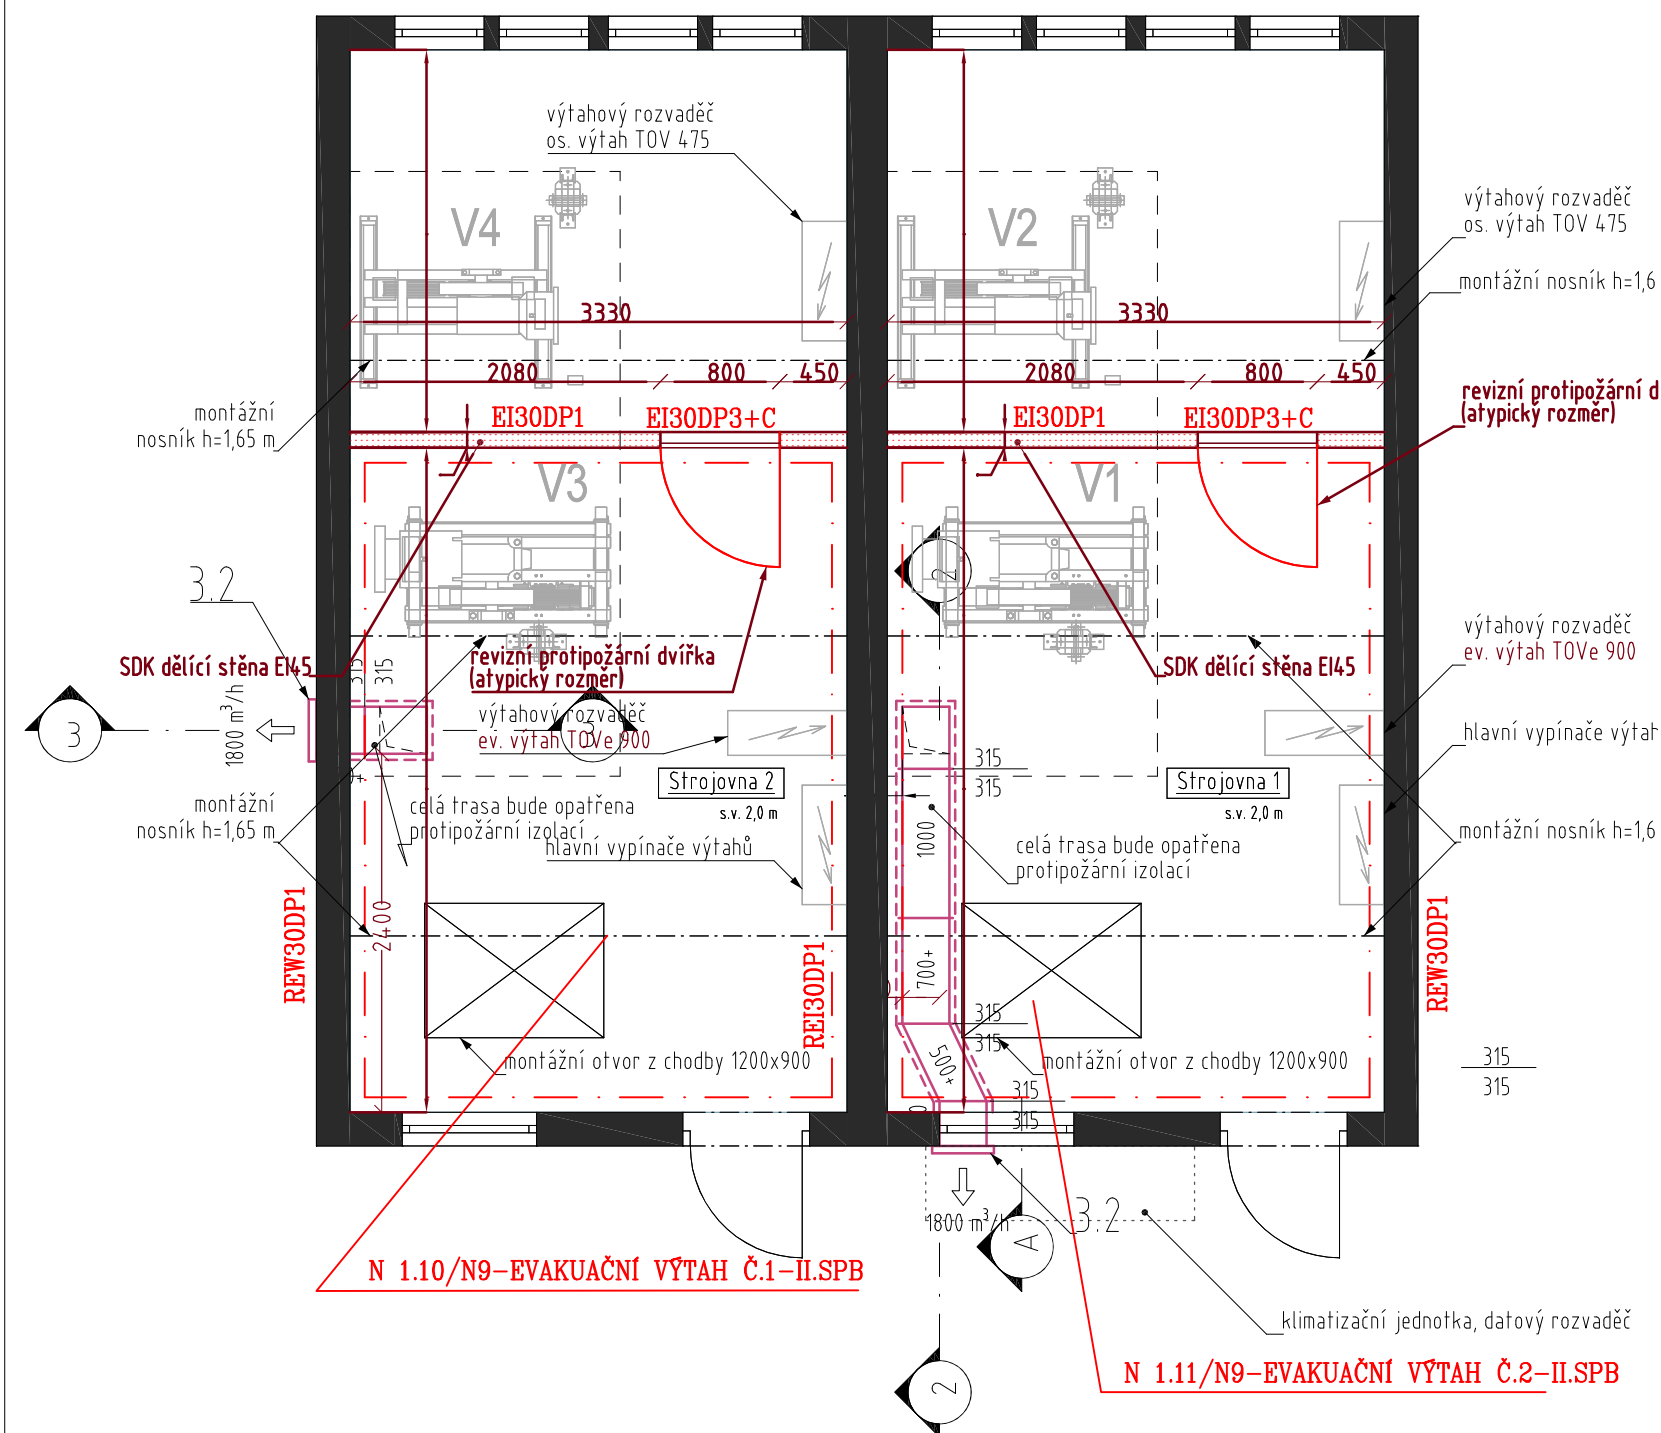 výtahový rozvaděč
os. výtah TOV 475
V4
V2
výtahový rozvaděč
os. výtah TOV 475
montážní nosník h=1,6
3330
3330
2080
800
450
2080
800
450
EI30DP1
EI30DP3+C
EI30DP1
EI30DP3+C
revizní protipožární d
(atypický rozměr)
montážní
nosník h=1,65 m
V3
V1
3.2
2
SDK dělící stěna EI45
315
315
revizní protipožární dvířka
(atypický rozměr)
SDK dělící stěna EI45
výtahový rozvaděč
ev. výtah TOVe 900
3
1800 m³/h
výtahový rozvaděč
ev. výtah TOVe 900
3
hlavní vypínače výtah
315
315
Strojovna 2
s.v. 2,0 m
Strojovna 1
s.v. 2,0 m
montážní
nosník h=1,65 m
celá trasa bude opatřena
protipožární izolací
hlavní vypínače výtahů
1000
celá trasa bude opatřena
protipožární izolací
montážní nosník h=1,6
REW30DP1
2400
REI30DP1
700+
REW30DP1
315
315
500+
montážní otvor z chodby 1200x900
montážní otvor z chodby 1200x900
315
315
315
315
0
1800 m³/h
3.2
A
N 1.10/N9-EVAKUAČNÍ VÝTAH Č.1-II.SPB
klimatizační jednotka, datový rozvaděč
N 1.11/N9-EVAKUAČNÍ VÝTAH Č.2-II.SPB
2